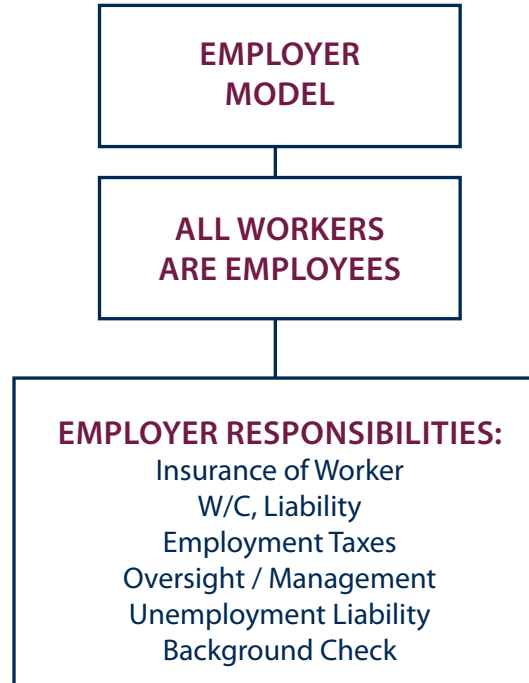 EMPLOYER
MODEL
ALL WORKERS
ARE EMPLOYEES
EMPLOYER RESPONSIBILITIES:
Insurance of Worker
W/C, Liability
Employment Taxes
Oversight / Management
Unemployment Liability
Background Check